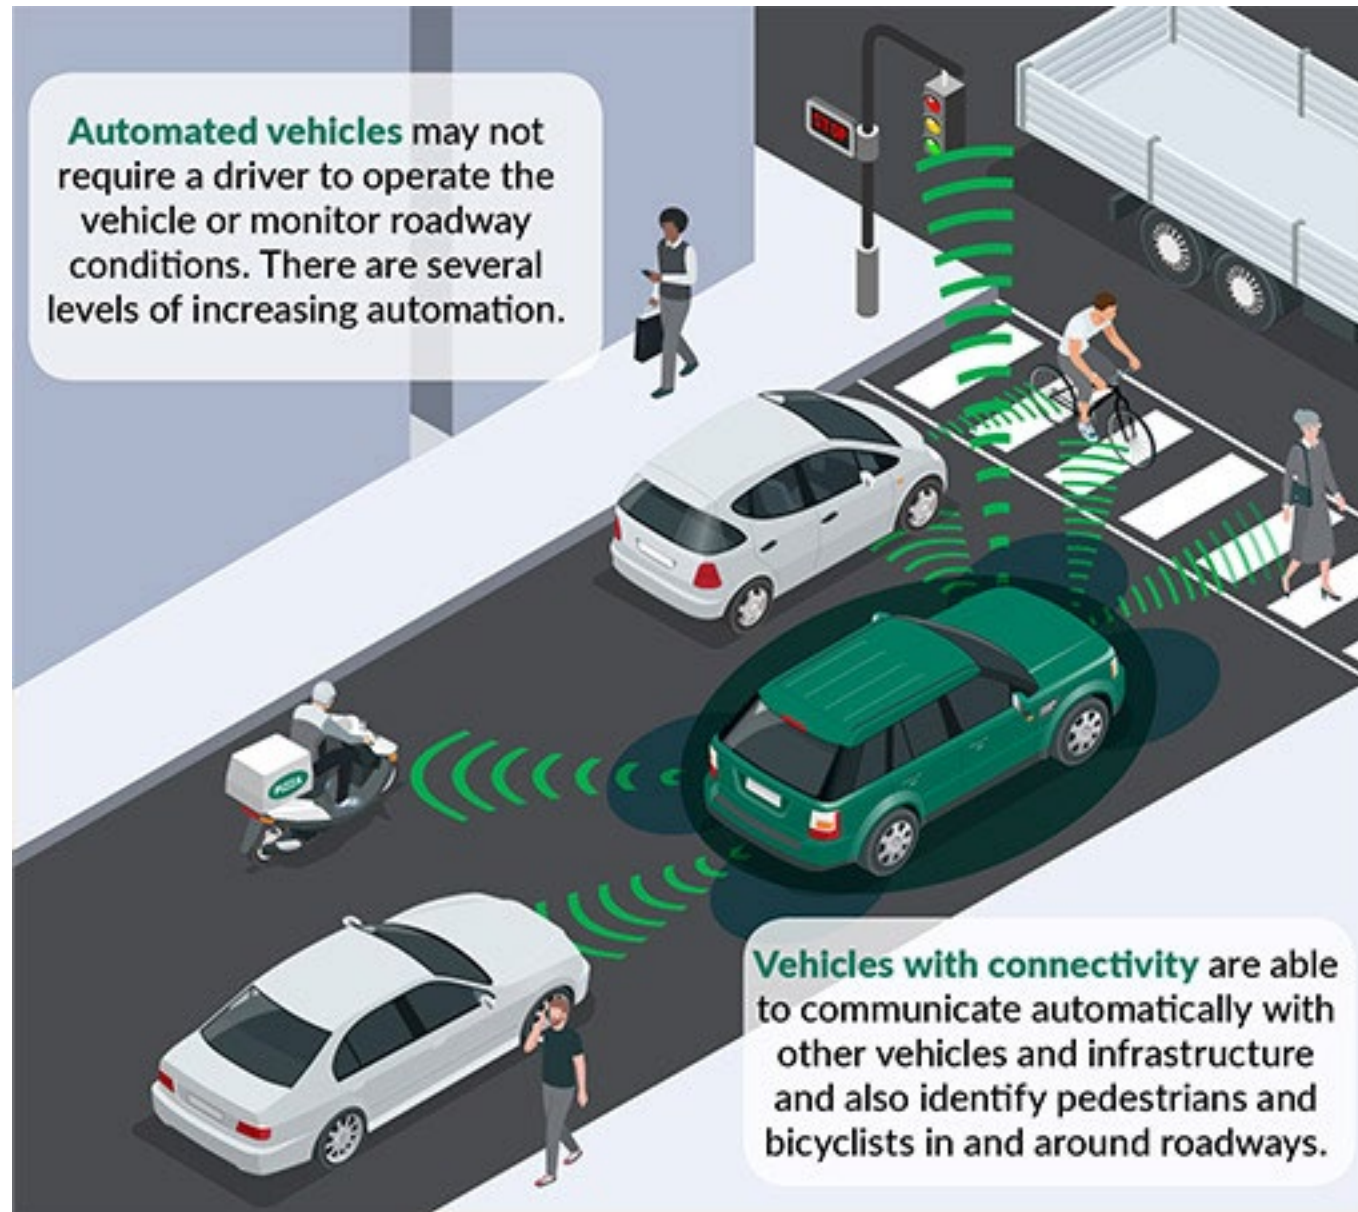 Automated vehicles may not
require a driver to operate the
vehicle or monitor roadway
conditions. There are several
levels of increasing automation.
STOP
PIZZA
Vehicles with connectivity are able
to communicate automatically with
other vehicles and infrastructure
and also identify pedestrians and
bicyclists in and around roadways.